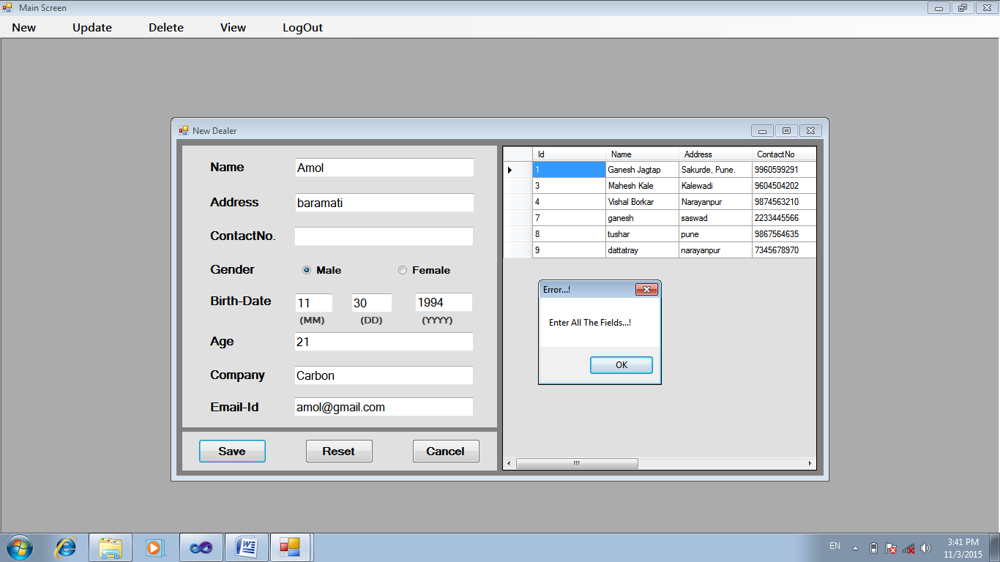 Main Screen
New Update Delete View LogOut
New Dealer
Name Amol
Address baramati
ContactNo.
Gender Male Female
Birth-Date 11 30 1994
(MM) (DD) (YYYY)
Age 21
Company Carbon
Email-Id amol@gmail.com
Save Reset Cancel
Id Name Address ContactNo
1 Ganesh Jagtap Sakurde, Pune. 9960599291
3 Mahesh Kale Kalewadi 9604504202
4 Vishal Borkar Narayanpur 9874563210
7 ganesh saswad 2233445566
8 tushar pune 9867564635
9 dattatray narayanpur 7345678970
Error...!
Enter All The Fields...!
OK
EN 3:41 PM
11/3/2015